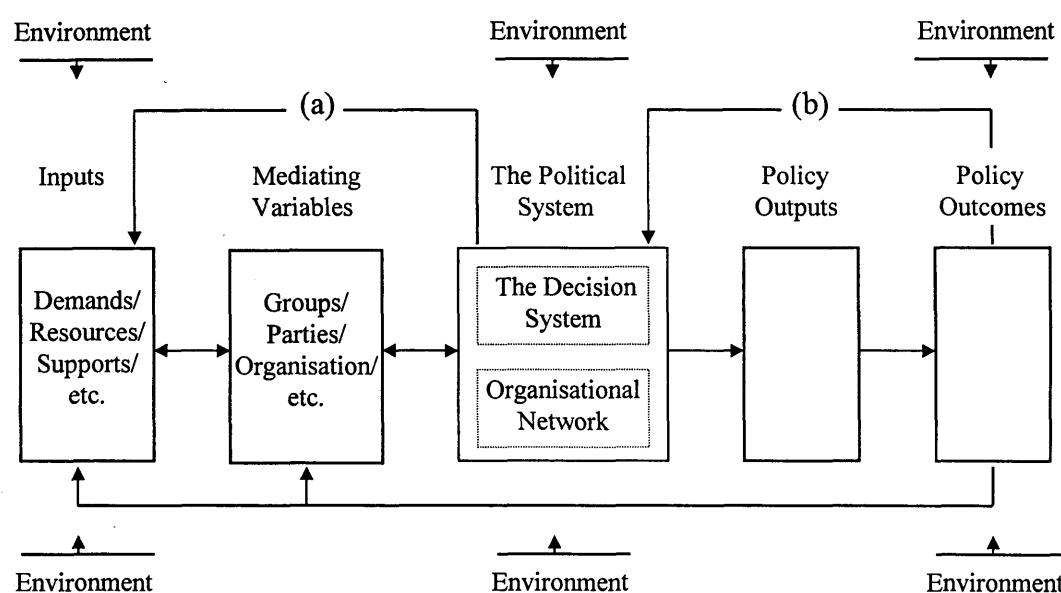 Environment
Environment
Environment
(a)
(b)
Inputs
Mediating
Variables
The Political
System
Policy
Outputs
Policy
Outcomes
Demands/
Resources/
Supports/
etc.
Groups/
Parties/
Organisation/
etc.
The Decision
System
Organisational
Network
Environment
Environment
Environment